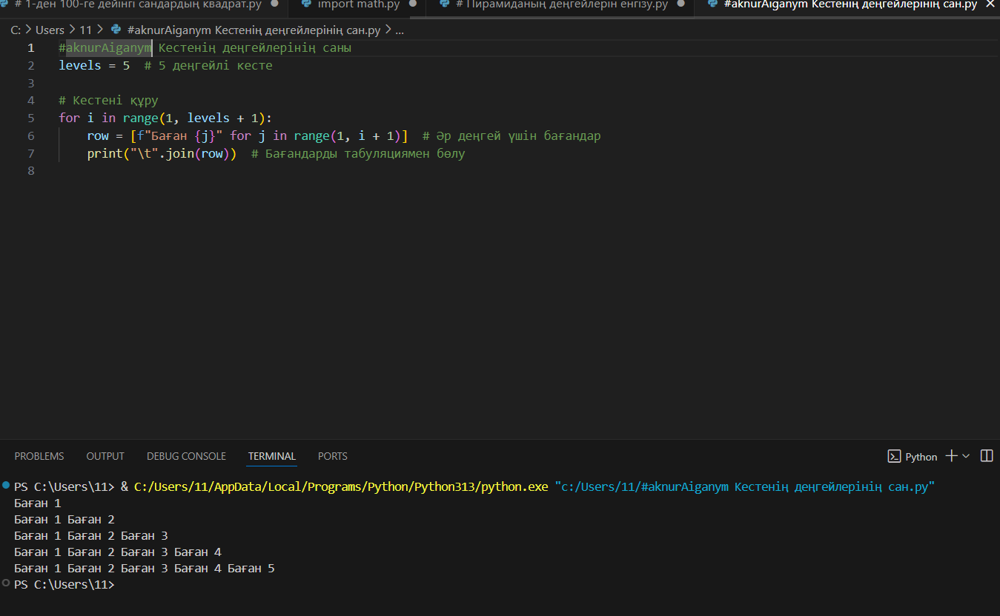 # 1-ден 100-ге дейінгі сандардың квадрат.py ● import math.py ● # Пирамиданың деңгейлерін енгізу.py ● #aknurAiganym Кестенің деңгейлерінің сан.py ×
C: > Users > 11 > #aknurAiganym Кестенің деңгейлерінің сан.py > ...
1 #aknurAiganym Кестенің деңгейлерінің саны
2 levels = 5  # 5 деңгейлі кесте
3
4 # Кестені құру
5 for i in range(1, levels + 1):
6     row = [f"Баған {j}" for j in range(1, i + 1)]  # Әр деңгей үшін бағандар
7     print("\t".join(row))  # Бағандарды табуляциямен бөлу
8
PROBLEMS OUTPUT DEBUG CONSOLE TERMINAL PORTS Python
PS C:\Users\11> & C:/Users/11/AppData/Local/Programs/Python/Python313/python.exe "c:/Users/11/#aknurAiganym Кестенің деңгейлерінің сан.py"
Баған 1
Баған 1 Баған 2
Баған 1 Баған 2 Баған 3
Баған 1 Баған 2 Баған 3 Баған 4
Баған 1 Баған 2 Баған 3 Баған 4 Баған 5
PS C:\Users\11>